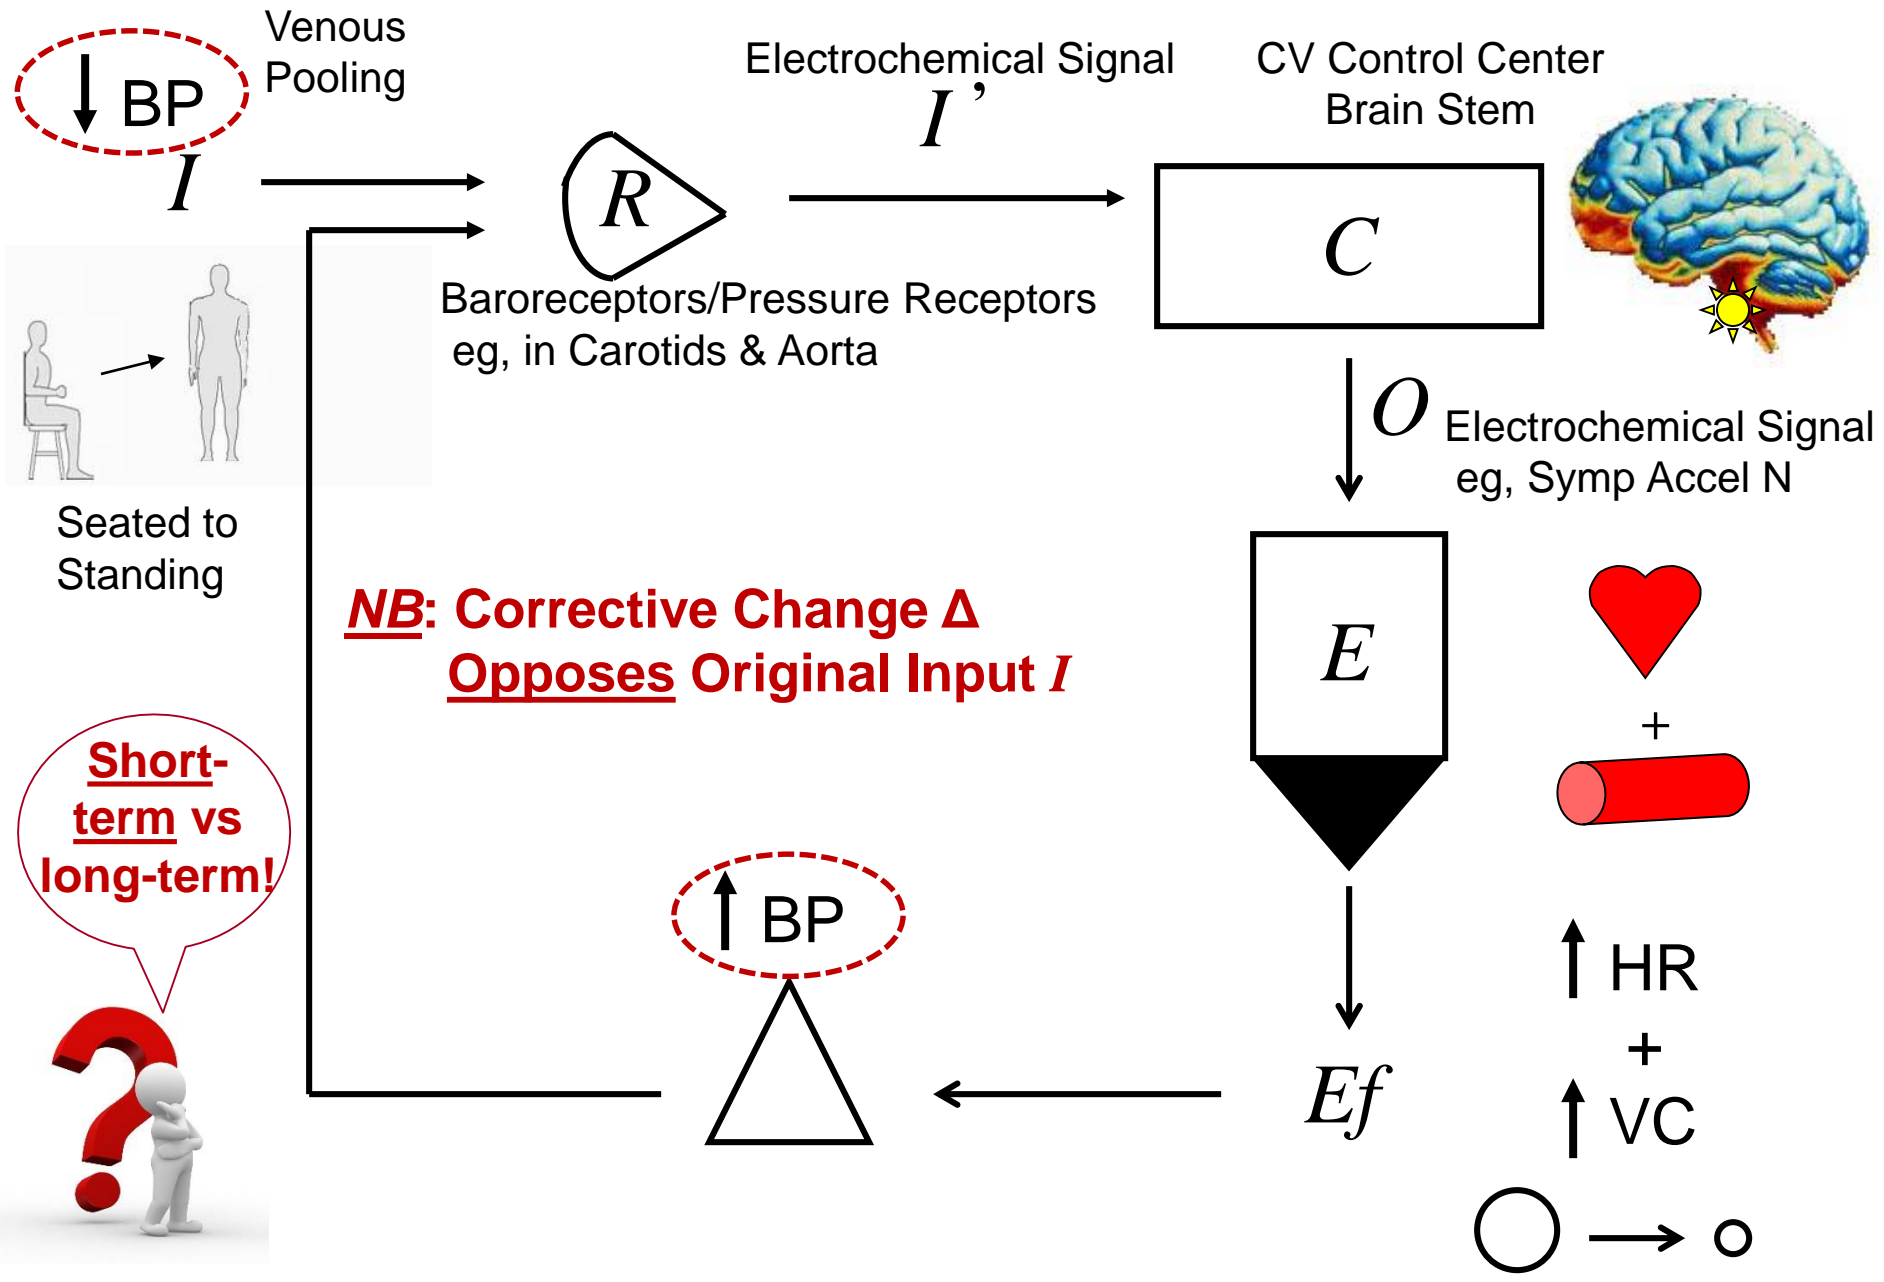 Venous
Pooling
↓ BP
I
Electrochemical Signal
I’
CV Control Center
Brain Stem
R
C
Baroreceptors/Pressure Receptors
eg, in Carotids & Aorta
O
Electrochemical Signal
eg, Symp Accel N
Seated to
Standing
NB: Corrective Change Δ
Opposes Original Input I
E
+
Short-
term vs
long-term!
↑ BP
Ef
↑ HR
+
↑ VC